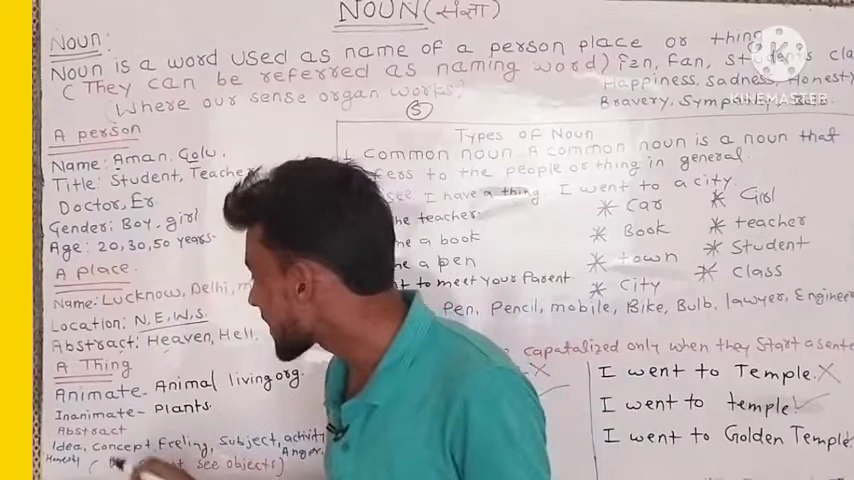 NOUN (संज्ञा)
Noun:
Noun is a word used as name of a person place or thing
(They can be referred as naming word) Fan, Students cla
Where our sense organ works.
Happiness, Sadness, Honesty
Bravery, Sympathy
KINEMASTER
5
A person
Name: Aman, Golu.
Title: Student, Teacher
Doctor, Er.
Gender: Boy, girl
Age: 20, 30, 50 years
A place
Name: Lucknow, Delhi,
Location: N.E.W.S.
Abstract: Heaven, Hell.
A Thing
Animate - Animal living org.
Inanimate - Plants.
Abstract
Idea, concept Freling, Subject, activity
Honesty Anger.
see objects)
Types of Noun
1. Common noun. A common noun is a noun that
to the people or thing in general.
see I have a thing I went to a city.
the teacher.
me a book
me a pen
to meet your Parent
* Car
* Book
* town
* City
* Girl
* teacher
* Student
* Class
Pen, Pencil, mobile, Bike, Bulb, lawyer, Engineer
capatalized only when they Start a sente
I went to Temple. X
I went to temple ✓
I went to Golden Temple